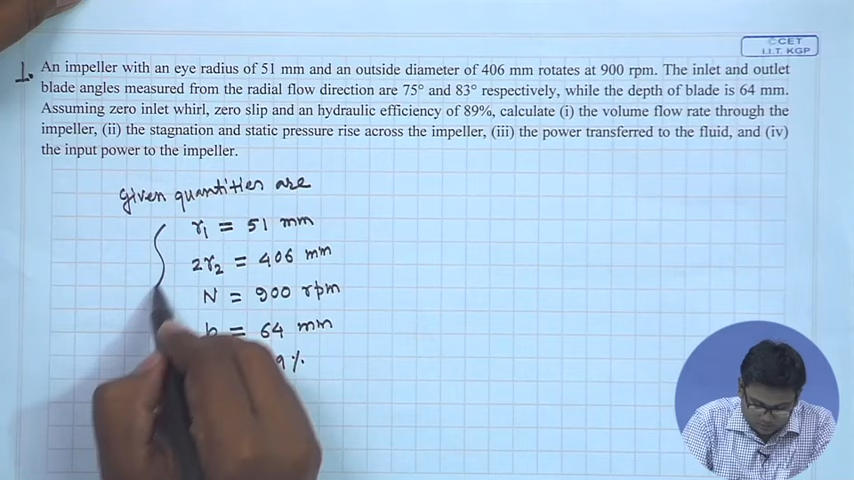 ©CET
I.I.T. KGP
1. An impeller with an eye radius of 51 mm and an outside diameter of 406 mm rotates at 900 rpm. The inlet and outlet
blade angles measured from the radial flow direction are 75° and 83° respectively, while the depth of blade is 64 mm.
Assuming zero inlet whirl, zero slip and an hydraulic efficiency of 89%, calculate (i) the volume flow rate through the
impeller, (ii) the stagnation and static pressure rise across the impeller, (iii) the power transferred to the fluid, and (iv)
the input power to the impeller.
given quantities are
r₁ = 51 mm
2r₂ = 406 mm
N = 900 rpm
b = 64 mm
9%